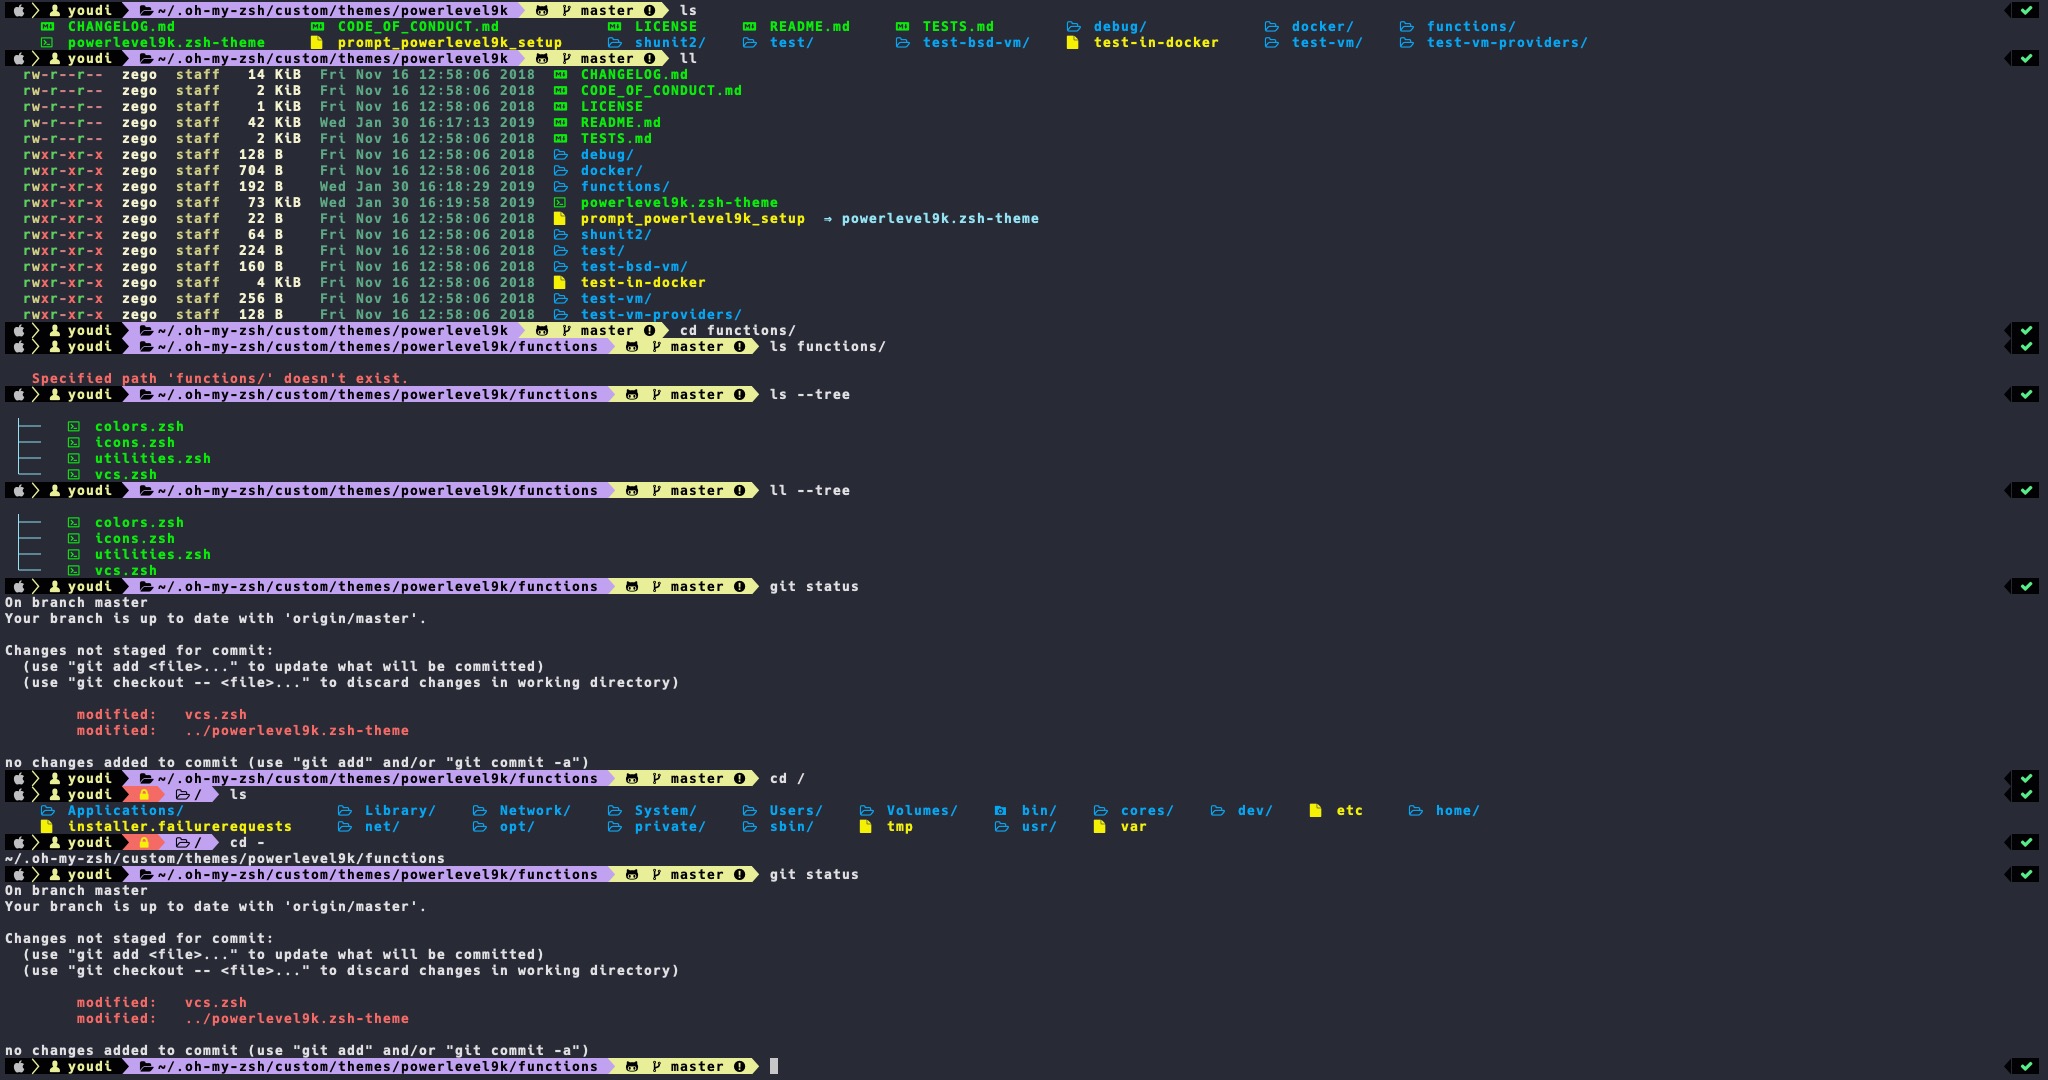 youdi ~/.oh-my-zsh/custom/themes/powerlevel9k master ls
CHANGELOG.md CODE_OF_CONDUCT.md LICENSE README.md TESTS.md debug/ docker/ functions/
powerlevel9k.zsh-theme prompt_powerlevel9k_setup shunit2/ test/ test-bsd-vm/ test-in-docker test-vm/ test-vm-providers/
youdi ~/.oh-my-zsh/custom/themes/powerlevel9k master ll
rw-r--r-- zego staff 14 KiB Fri Nov 16 12:58:06 2018 CHANGELOG.md
rw-r--r-- zego staff 2 KiB Fri Nov 16 12:58:06 2018 CODE_OF_CONDUCT.md
rw-r--r-- zego staff 1 KiB Fri Nov 16 12:58:06 2018 LICENSE
rw-r--r-- zego staff 42 KiB Wed Jan 30 16:17:13 2019 README.md
rw-r--r-- zego staff 2 KiB Fri Nov 16 12:58:06 2018 TESTS.md
rwxr-xr-x zego staff 128 B Fri Nov 16 12:58:06 2018 debug/
rwxr-xr-x zego staff 704 B Fri Nov 16 12:58:06 2018 docker/
rwxr-xr-x zego staff 192 B Wed Jan 30 16:18:29 2019 functions/
rwxr-xr-x zego staff 73 KiB Wed Jan 30 16:19:58 2019 powerlevel9k.zsh-theme
rwxr-xr-x zego staff 22 B Fri Nov 16 12:58:06 2018 prompt_powerlevel9k_setup ⇒ powerlevel9k.zsh-theme
rwxr-xr-x zego staff 64 B Fri Nov 16 12:58:06 2018 shunit2/
rwxr-xr-x zego staff 224 B Fri Nov 16 12:58:06 2018 test/
rwxr-xr-x zego staff 160 B Fri Nov 16 12:58:06 2018 test-bsd-vm/
rwxr-xr-x zego staff 4 KiB Fri Nov 16 12:58:06 2018 test-in-docker
rwxr-xr-x zego staff 256 B Fri Nov 16 12:58:06 2018 test-vm/
rwxr-xr-x zego staff 128 B Fri Nov 16 12:58:06 2018 test-vm-providers/
youdi ~/.oh-my-zsh/custom/themes/powerlevel9k master cd functions/
youdi ~/.oh-my-zsh/custom/themes/powerlevel9k/functions master ls functions/
Specified path 'functions/' doesn't exist.
youdi ~/.oh-my-zsh/custom/themes/powerlevel9k/functions master ls --tree
├── colors.zsh
├── icons.zsh
├── utilities.zsh
└── vcs.zsh
youdi ~/.oh-my-zsh/custom/themes/powerlevel9k/functions master ll --tree
├── colors.zsh
├── icons.zsh
├── utilities.zsh
└── vcs.zsh
youdi ~/.oh-my-zsh/custom/themes/powerlevel9k/functions master git status
On branch master
Your branch is up to date with 'origin/master'.
Changes not staged for commit:
(use "git add <file>..." to update what will be committed)
(use "git checkout -- <file>..." to discard changes in working directory)
modified: vcs.zsh
modified: ../powerlevel9k.zsh-theme
no changes added to commit (use "git add" and/or "git commit -a")
youdi ~/.oh-my-zsh/custom/themes/powerlevel9k/functions master cd /
youdi / ls
Applications/ Library/ Network/ System/ Users/ Volumes/ bin/ cores/ dev/ etc home/
installer.failurerequests net/ opt/ private/ sbin/ tmp usr/ var
youdi / cd -
~/.oh-my-zsh/custom/themes/powerlevel9k/functions
youdi ~/.oh-my-zsh/custom/themes/powerlevel9k/functions master git status
On branch master
Your branch is up to date with 'origin/master'.
Changes not staged for commit:
(use "git add <file>..." to update what will be committed)
(use "git checkout -- <file>..." to discard changes in working directory)
modified: vcs.zsh
modified: ../powerlevel9k.zsh-theme
no changes added to commit (use "git add" and/or "git commit -a")
youdi ~/.oh-my-zsh/custom/themes/powerlevel9k/functions master